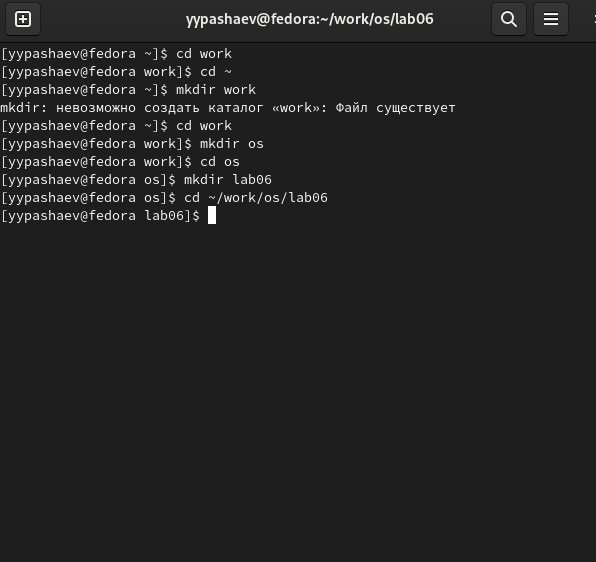 yypashaev@fedora:~/work/os/lab06
[yypashaev@fedora ~]$ cd work
[yypashaev@fedora work]$ cd ~
[yypashaev@fedora ~]$ mkdir work
mkdir: невозможно создать каталог «work»: Файл существует
[yypashaev@fedora ~]$ cd work
[yypashaev@fedora work]$ mkdir os
[yypashaev@fedora work]$ cd os
[yypashaev@fedora os]$ mkdir lab06
[yypashaev@fedora os]$ cd ~/work/os/lab06
[yypashaev@fedora lab06]$